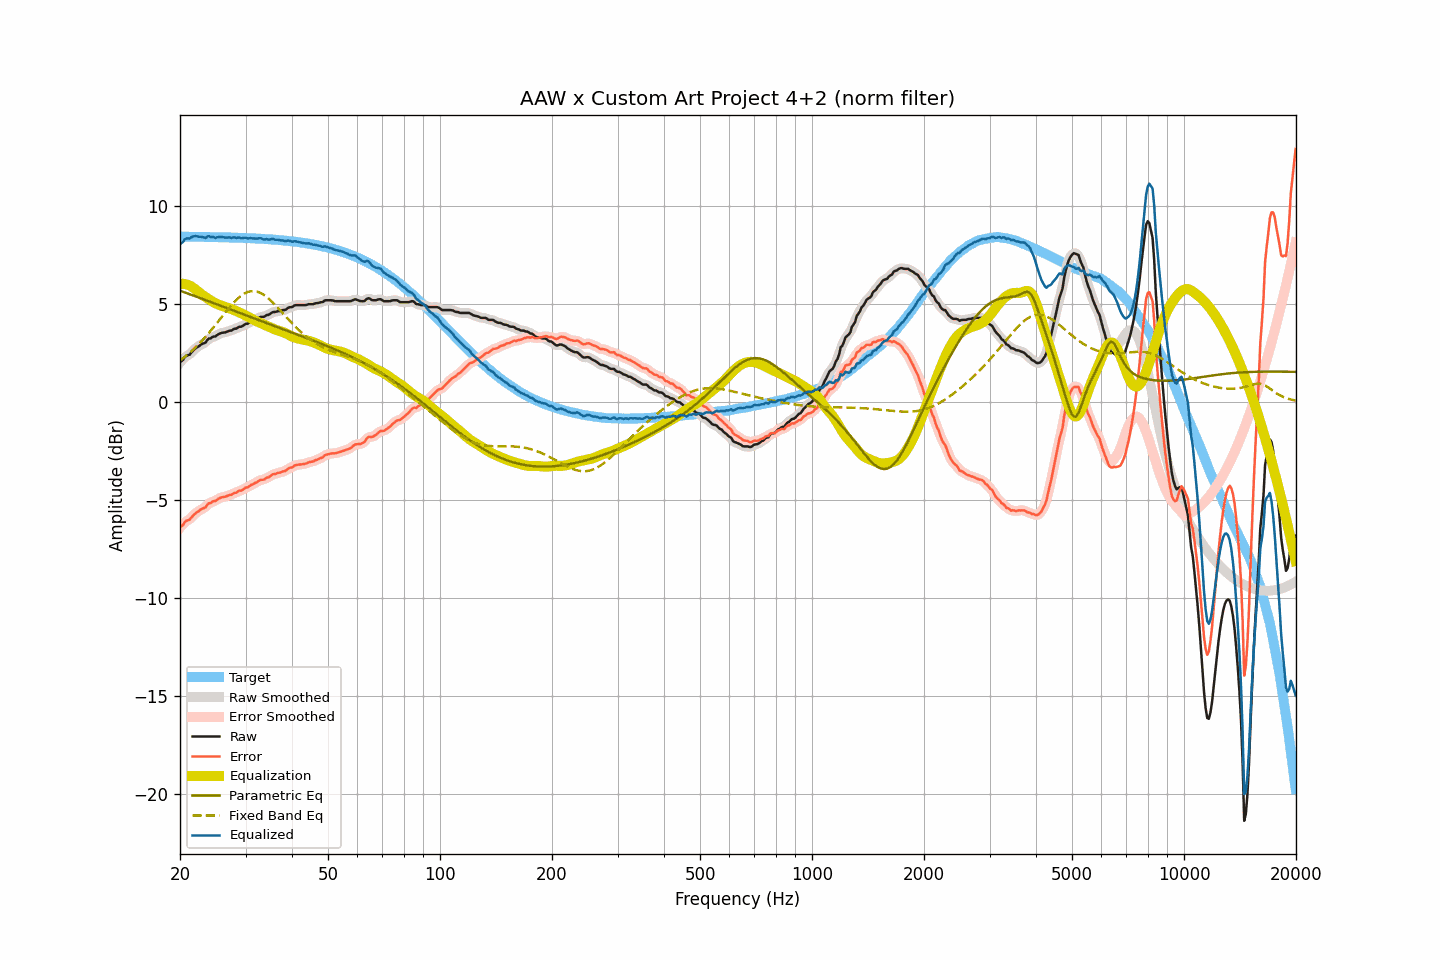 AAW x Custom Art Project 4+2 (norm filter)
10
5
0
−5
−10
−15
−20
Amplitude (dBr)
Target
Raw Smoothed
Error Smoothed
Raw
Error
Equalization
Parametric Eq
Fixed Band Eq
Equalized
20 50 100 200 500 1000 2000 5000 10000 20000
Frequency (Hz)